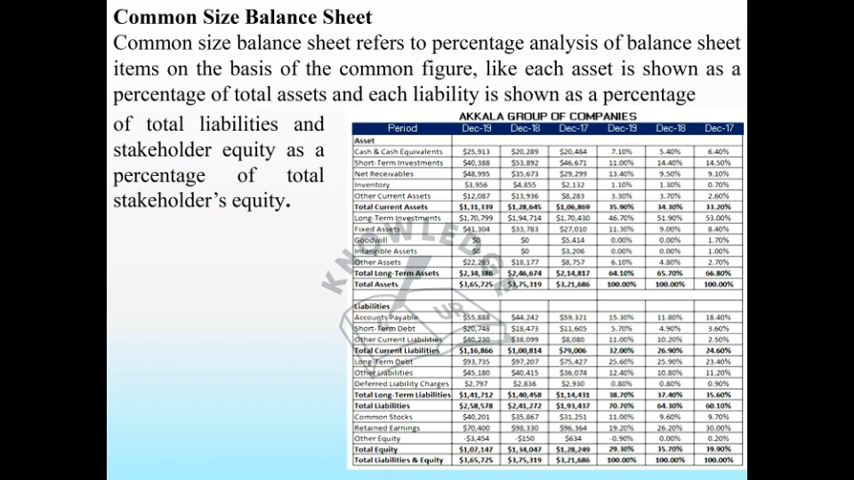 Common Size Balance Sheet
Common size balance sheet refers to percentage analysis of balance sheet
items on the basis of the common figure, like each asset is shown as a
percentage of total assets and each liability is shown as a percentage
of total liabilities and
stakeholder equity as a
percentage of total
stakeholder’s equity.
AKKALA GROUP OF COMPANIES
Period Dec-19 Dec-18 Dec-17 Dec-19 Dec-18 Dec-17
Asset
Cash & Cash Equivalents $25,913 $20,289 $20,484 7.10% 5.40% 6.40%
Short-Term Investments $40,388 $53,892 $46,671 11.00% 14.40% 14.50%
Net Receivables $48,995 $35,673 $29,299 13.40% 9.50% 9.10%
Inventory $3,956 $4,855 $2,132 1.10% 1.30% 0.70%
Other Current Assets $12,087 $13,936 $8,283 3.30% 3.70% 2.60%
Total Current Assets $1,31,339 $1,28,645 $1,06,869 35.90% 34.30% 33.20%
Long-Term Investments $1,70,799 $1,94,714 $1,70,430 46.70% 51.90% 53.00%
Fixed Assets $41,304 $33,783 $27,010 11.30% 9.00% 8.40%
Goodwill $0 $0 $5,414 0.00% 0.00% 1.70%
Intangible Assets $0 $0 $3,206 0.00% 0.00% 1.00%
Other Assets $22,283 $18,177 $8,757 6.10% 4.80% 2.70%
Total Long-Term Assets $2,34,386 $2,46,674 $2,14,817 64.10% 65.70% 66.80%
Total Assets $3,65,725 $3,75,319 $3,21,686 100.00% 100.00% 100.00%
Liabilities
Accounts Payable $55,888 $44,242 $59,321 15.30% 11.80% 18.40%
Short-Term Debt $20,748 $18,473 $11,605 5.70% 4.90% 3.60%
Other Current Liabilities $40,230 $38,099 $8,080 11.00% 10.20% 2.50%
Total Current Liabilities $1,16,866 $1,00,814 $79,006 32.00% 26.90% 24.60%
Long-Term Debt $93,735 $97,207 $75,427 25.60% 25.90% 23.40%
Other Liabilities $45,180 $40,415 $36,074 12.40% 10.80% 11.20%
Deferred Liability Charges $2,797 $2,836 $2,930 0.80% 0.80% 0.90%
Total Long-Term Liabilities $1,41,712 $1,40,458 $1,14,431 38.70% 37.40% 35.60%
Total Liabilities $2,58,578 $2,41,272 $1,93,437 70.70% 64.30% 60.10%
Common Stocks $40,201 $35,867 $31,251 11.00% 9.60% 9.70%
Retained Earnings $70,400 $98,330 $96,364 19.20% 26.20% 30.00%
Other Equity -$3,454 -$150 $634 -0.90% 0.00% 0.20%
Total Equity $1,07,147 $1,34,047 $1,28,249 29.30% 35.70% 39.90%
Total Liabilities & Equity $3,65,725 $3,75,319 $3,21,686 100.00% 100.00% 100.00%
KNOWLEDGE
UR